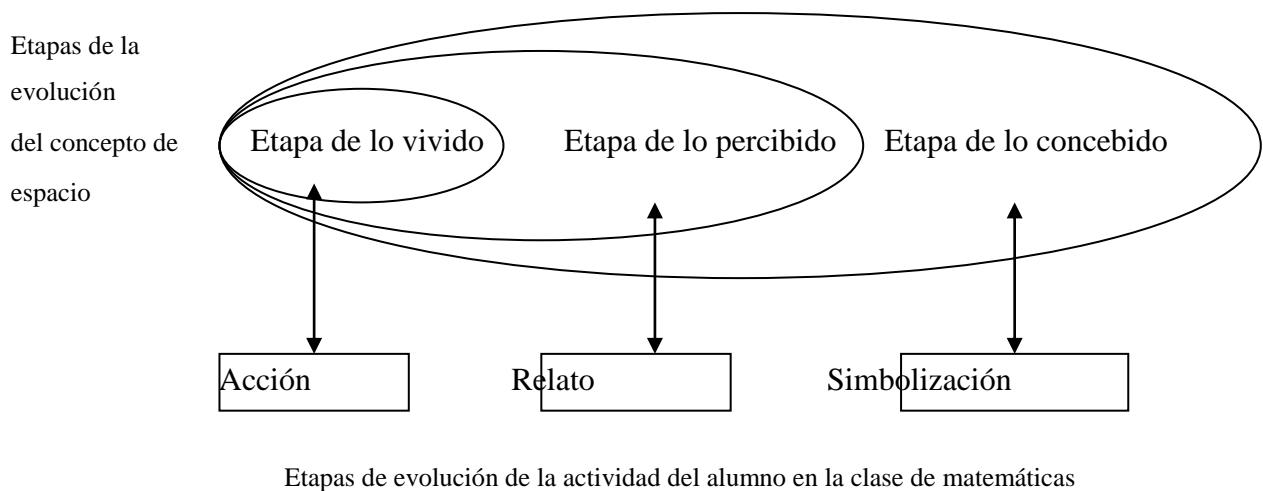 Etapas de la
evolución
del concepto de
espacio
Etapa de lo vivido
Etapa de lo percibido
Etapa de lo concebido
Acción
Relato
Simbolización
Etapas de evolución de la actividad del alumno en la clase de matemáticas